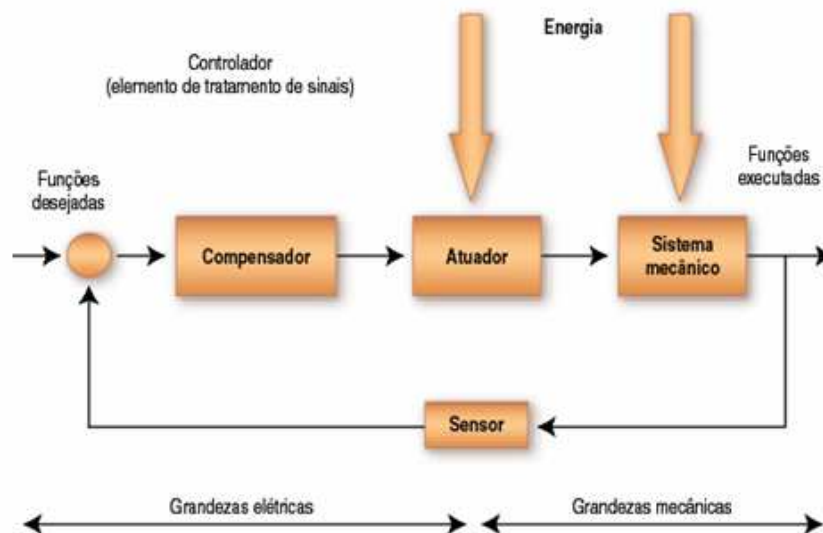 Energia
Controlador
(elemento de tratamento de sinais)
Funções
desejadas
Funções
executadas
Compensador
Atuador
Sistema
mecânico
Sensor
Grandezas elétricas
Grandezas mecânicas